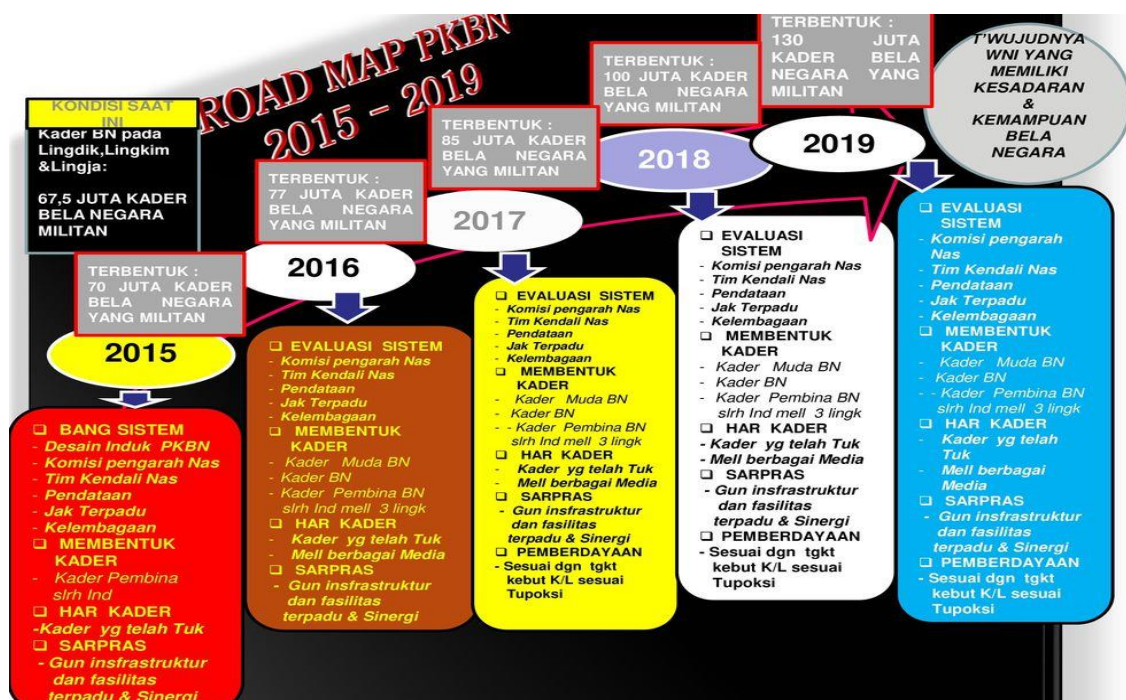 ROAD MAP PKBN
2015 – 2019
KONDISI SAAT
INI
Kader BN pada
Lingdik,Lingkim
&Lingja:
67,5 JUTA KADER
BELA NEGARA
MILITAN
TERBENTUK :
70 JUTA KADER
BELA NEGARA
YANG MILITAN
2015
❑ BANG SISTEM
- Desain Induk PKBN
- Komisi pengarah Nas
- Tim Kendali Nas
- Pendataan
- Jak Terpadu
- Kelembagaan
❑ MEMBENTUK
KADER
- Kader Pembina
slrh Ind
❑ HAR KADER
-Kader yg telah Tuk
❑ SARPRAS
- Gun insfrastruktur
dan fasilitas
terpadu & Sinergi
TERBENTUK :
77 JUTA KADER
BELA NEGARA
YANG MILITAN
2016
❑ EVALUASI SISTEM
- Komisi pengarah Nas
- Tim Kendali Nas
- Pendataan
- Jak Terpadu
- Kelembagaan
❑ MEMBENTUK
KADER
- Kader Muda BN
- Kader BN
- Kader Pembina BN
slrh Ind mell 3 lingk
❑ HAR KADER
- Kader yg telah Tuk
- Mell berbagai Media
❑ SARPRAS
- Gun insfrastruktur
dan fasilitas
terpadu & Sinergi
TERBENTUK :
85 JUTA KADER
BELA NEGARA
YANG MILITAN
2017
❑ EVALUASI SISTEM
- Komisi pengarah Nas
- Tim Kendali Nas
- Pendataan
- Jak Terpadu
- Kelembagaan
❑ MEMBENTUK
KADER
- Kader Muda BN
- Kader BN
- - Kader Pembina BN
slrh Ind mell 3 lingk
❑ HAR KADER
- Kader yg telah Tuk
- Mell berbagai Media
❑ SARPRAS
- Gun insfrastruktur
dan fasilitas
terpadu & Sinergi
❑ PEMBERDAYAAN
- Sesuai dgn tgkt
kebut K/L sesuai
Tupoksi
TERBENTUK :
100 JUTA KADER
BELA NEGARA
YANG MILITAN
2018
❑ EVALUASI
SISTEM
- Komisi pengarah Nas
- Tim Kendali Nas
- Pendataan
- Jak Terpadu
- Kelembagaan
❑ MEMBENTUK
KADER
- Kader Muda BN
- Kader BN
- Kader Pembina BN
slrh Ind mell 3 lingk
❑ HAR KADER
- Kader yg telah Tuk
- Mell berbagai Media
❑ SARPRAS
- Gun insfrastruktur
dan fasilitas
terpadu & Sinergi
❑ PEMBERDAYAAN
- Sesuai dgn tgkt
kebut K/L sesuai
Tupoksi
TERBENTUK :
130 JUTA
KADER BELA
NEGARA YANG
MILITAN
2019
❑ EVALUASI
SISTEM
- Komisi pengarah
Nas
- Tim Kendali Nas
- Pendataan
- Jak Terpadu
- Kelembagaan
❑ MEMBENTUK
KADER
- Kader Muda BN
- Kader BN
- - Kader Pembina BN
slrh Ind mell 3 lingk
❑ HAR KADER
- Kader yg telah
Tuk
- Mell berbagai
Media
❑ SARPRAS
- Gun insfrastruktur
dan fasilitas
terpadu & Sinergi
❑ PEMBERDAYAAN
- Sesuai dgn tgkt
kebut K/L sesuai
Tupoksi
T'WUJUDNYA
WNI YANG
MEMILIKI
KESADARAN
&
KEMAMPUAN
BELA
NEGARA